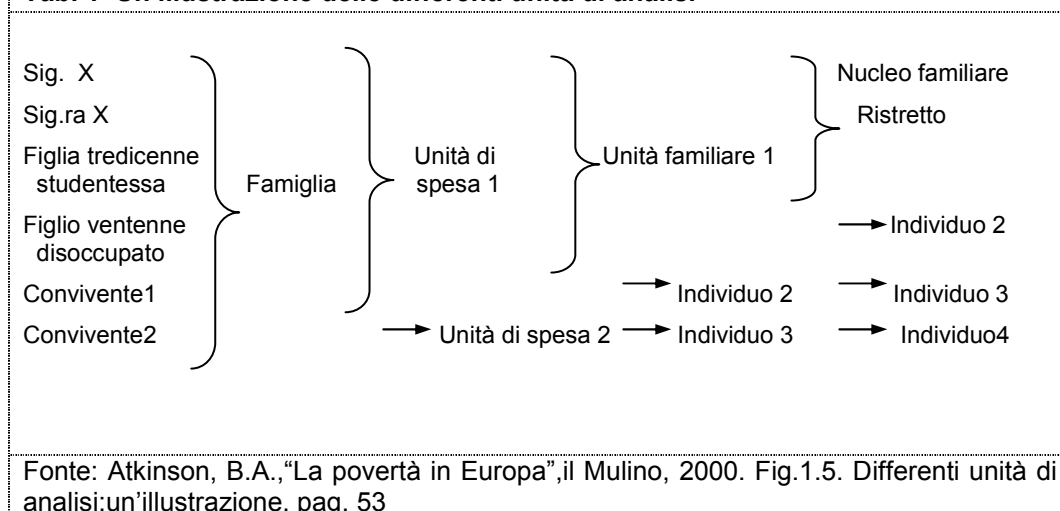 Sig. X Nucleo familiare
Sig.ra X Ristretto
Figlia tredicenne Unità di Unità familiare 1
studentessa Famiglia spesa 1
Figlio ventenne Individuo 2
disoccupato
Convivente1 Individuo 2 Individuo 3
Convivente2 Unità di spesa 2 Individuo 3 Individuo4
Fonte: Atkinson, B.A.,“La povertà in Europa”,il Mulino, 2000. Fig.1.5. Differenti unità di
analisi:un’illustrazione. pag. 53